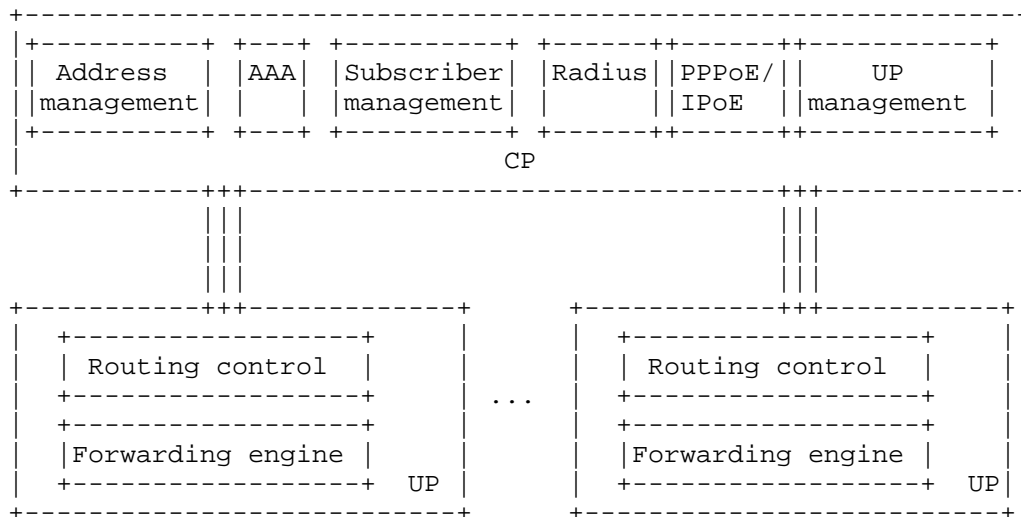 Address AAA Subscriber Radius PPPoE/ UP
management management IPoE management
CP
Routing control Routing control
...
Forwarding engine Forwarding engine
UP UP